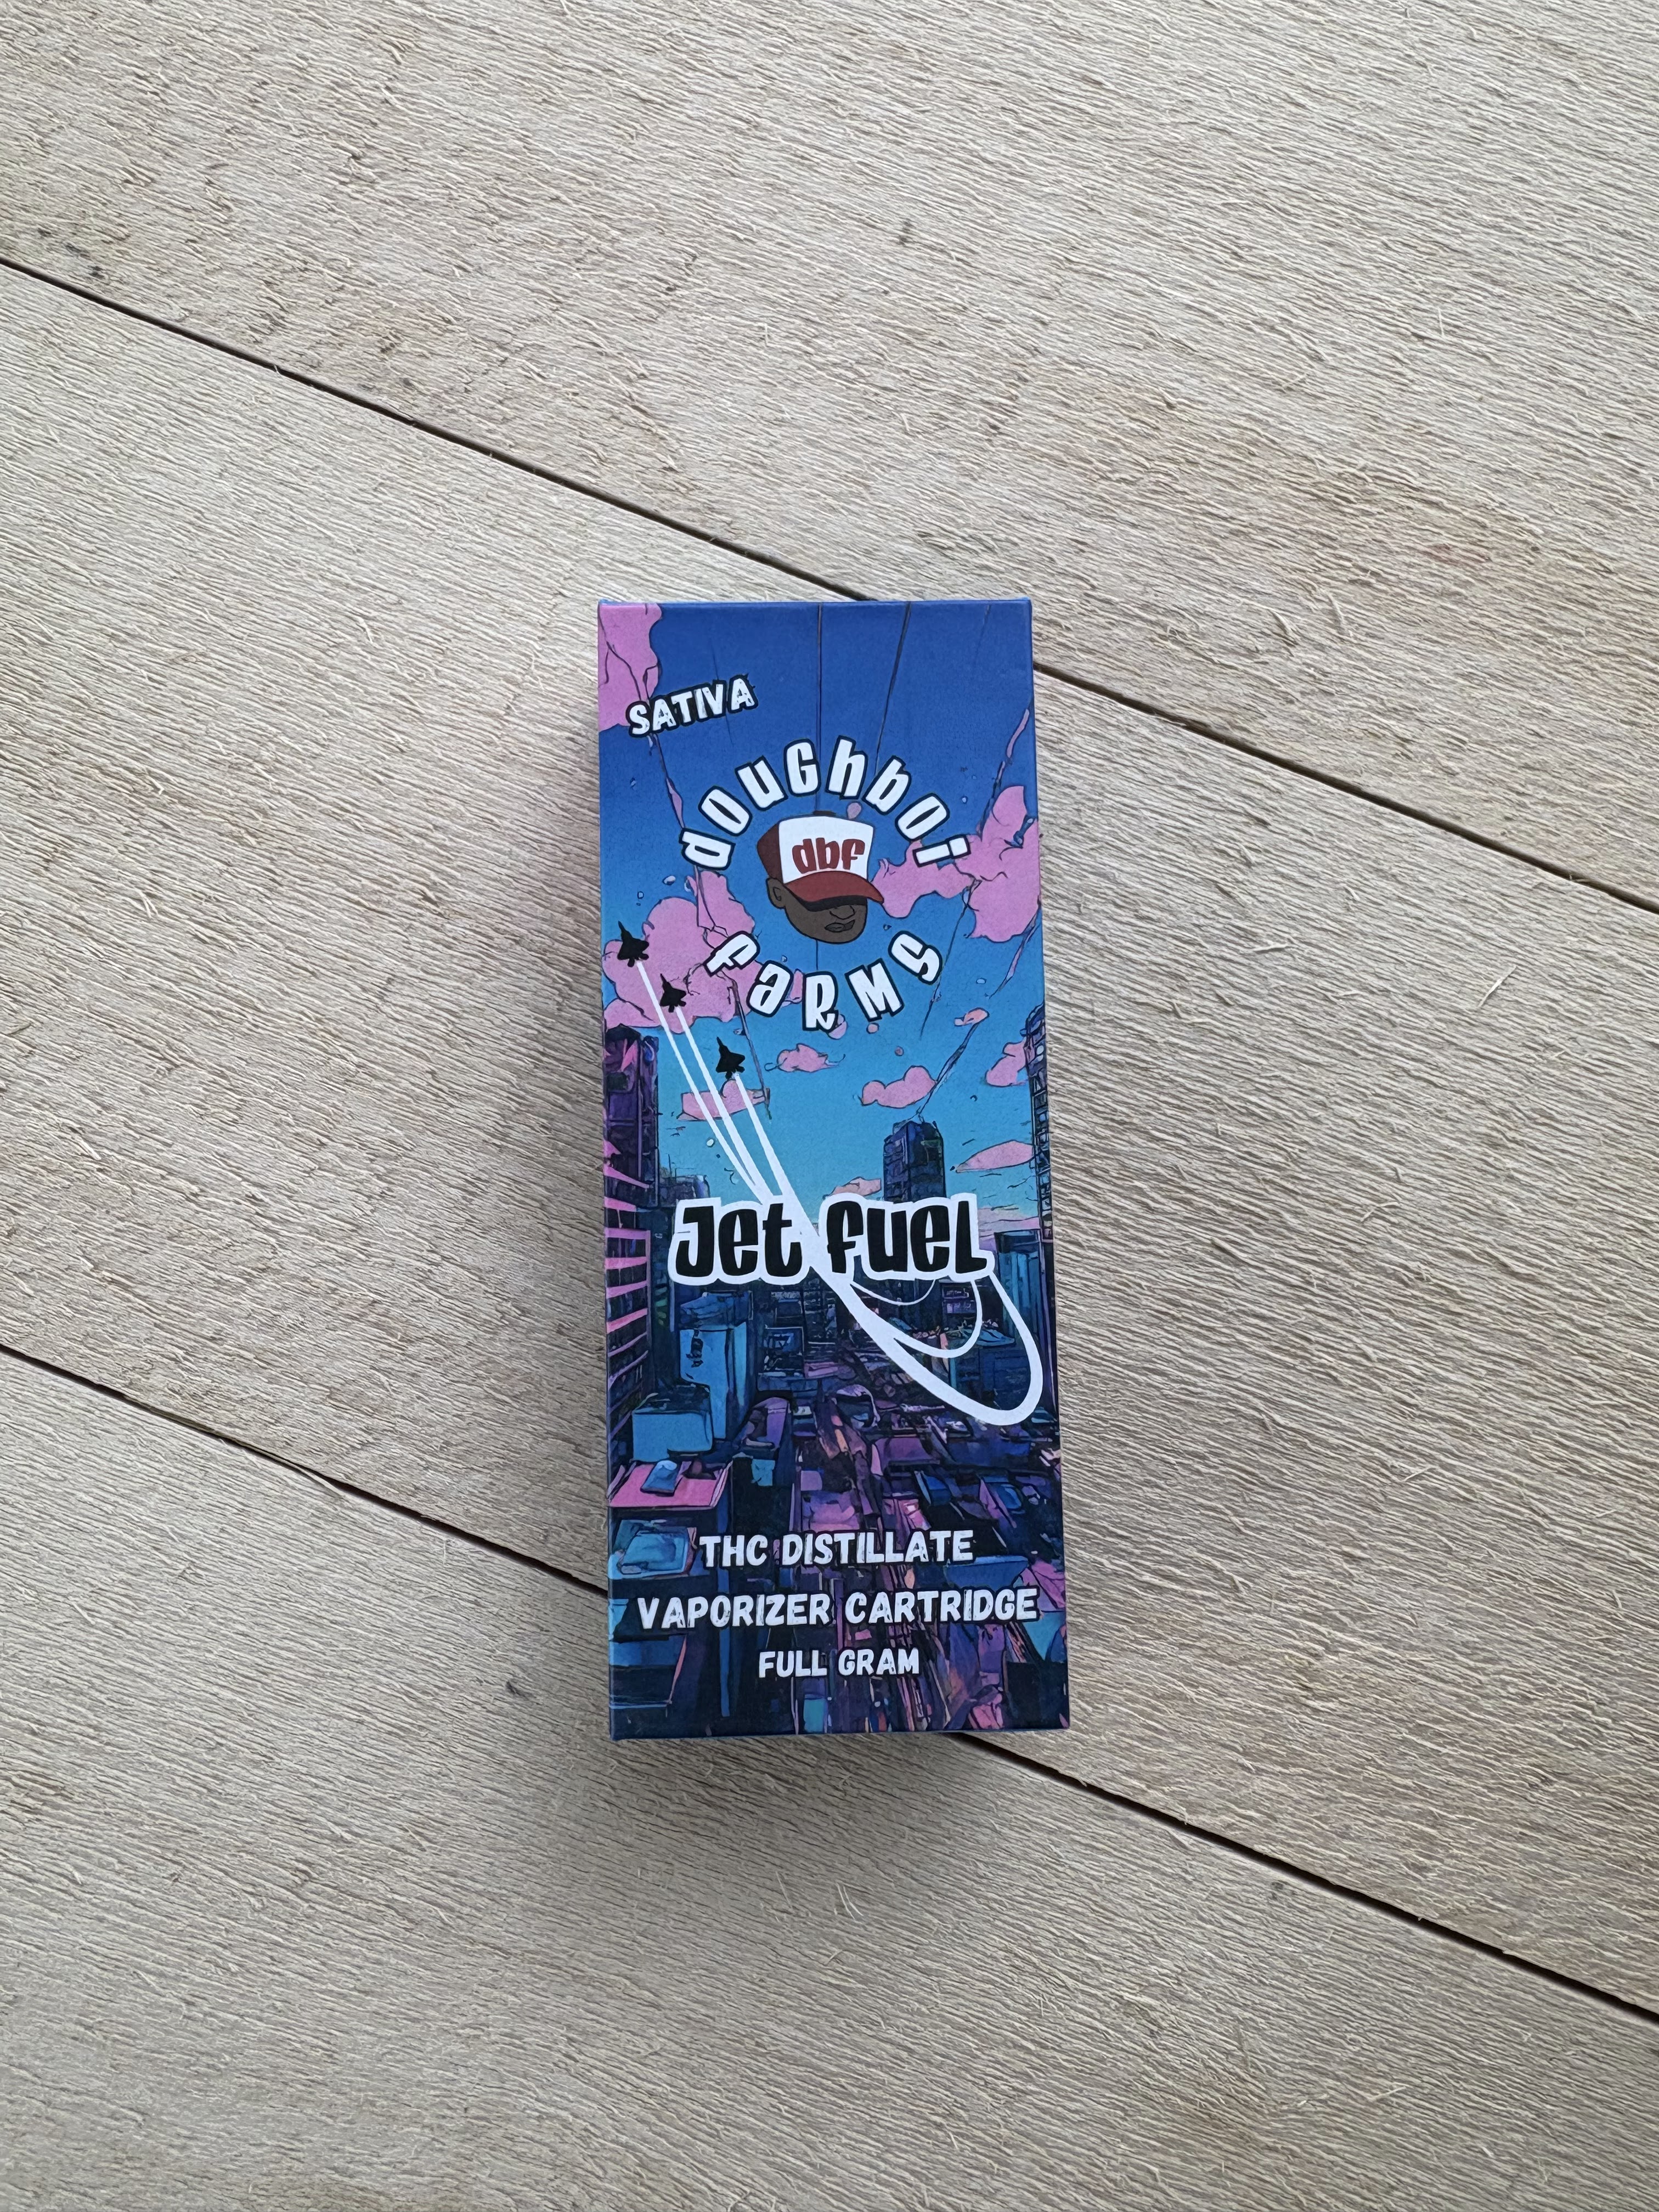 SATIVA
doughboi
dbf
farms
Jet fuel
THC DISTILLATE
VAPORIZER CARTRIDGE
FULL GRAM